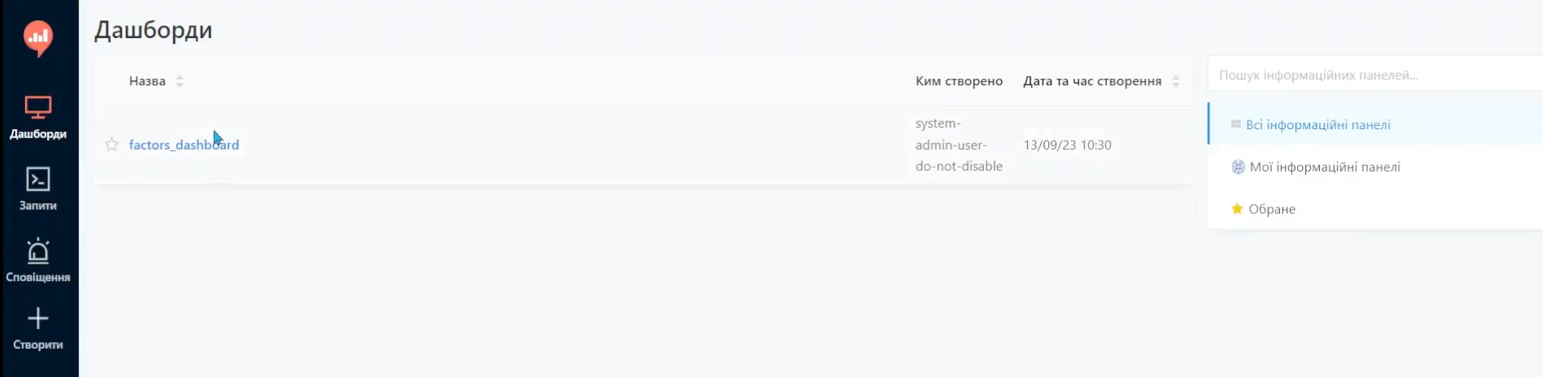 Дашборди
Назва
Ким створено
Дата та час створення
factors_dashboard
system-
admin-user-
do-not-disable
13/09/23 10:30
Пошук інформаційних панелей...
Всі інформаційні панелі
Мої інформаційні панелі
Обране
Дашборди
Запити
Сповіщення
Створити